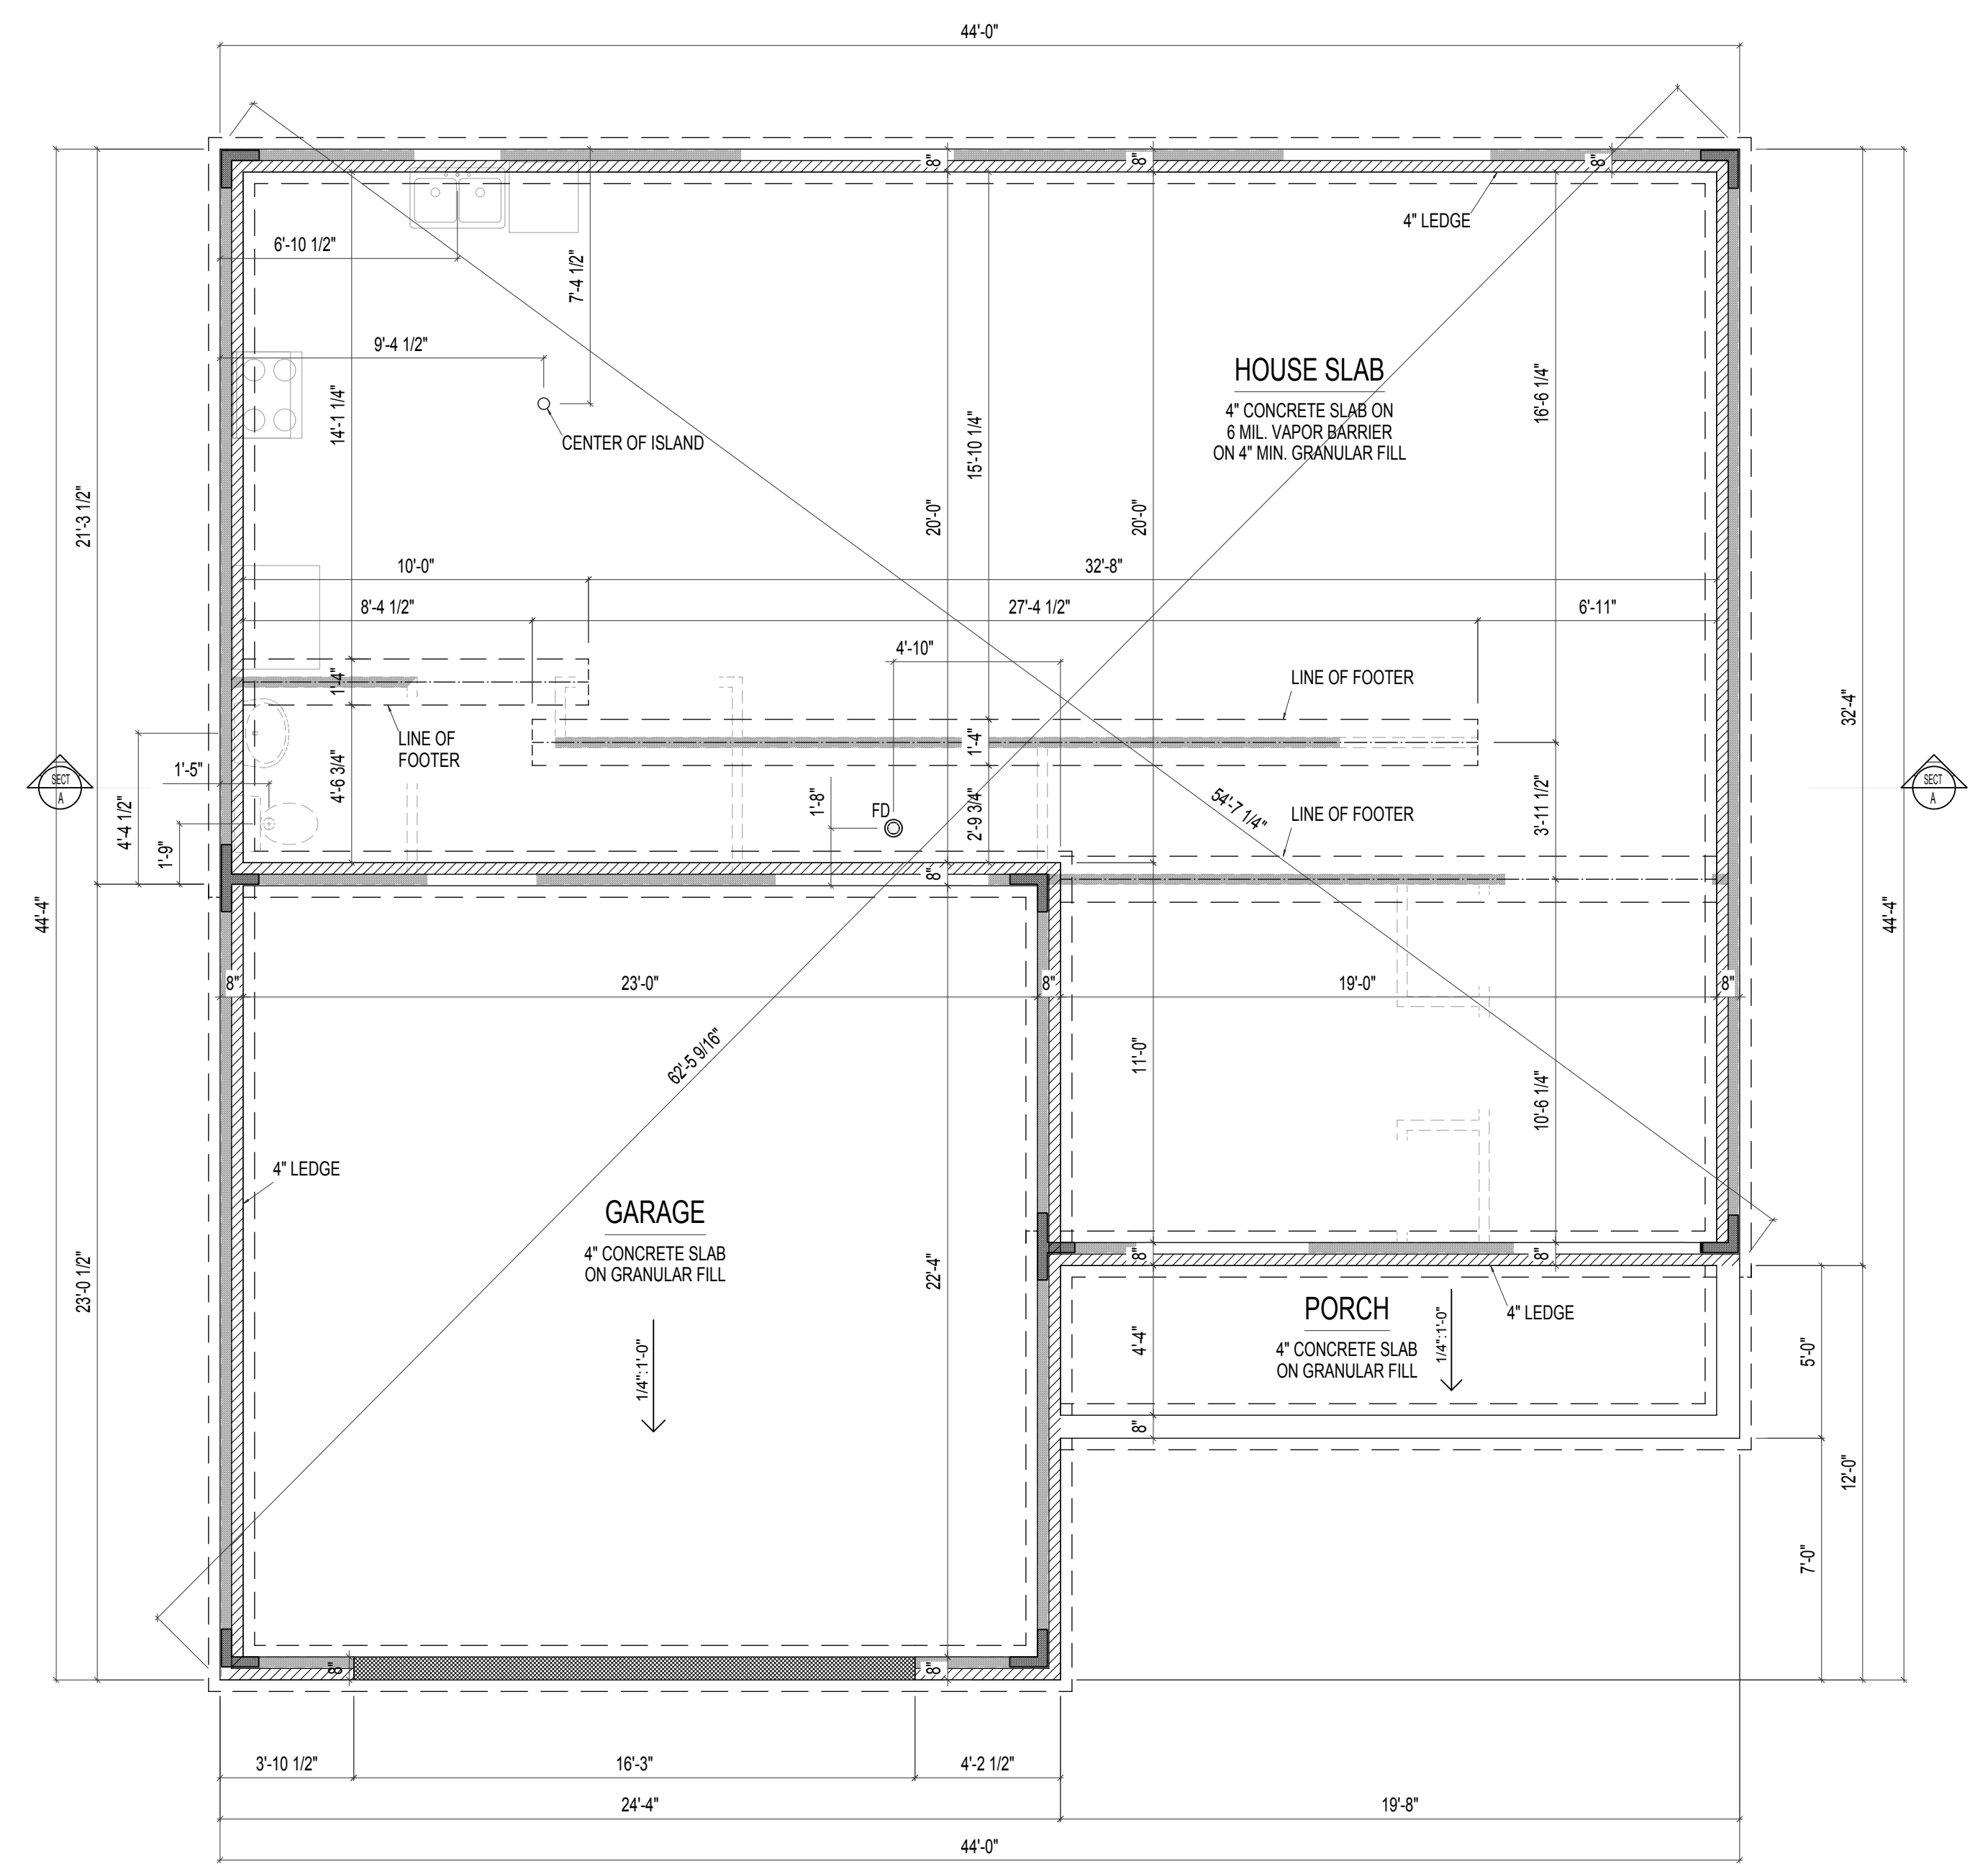 44'-0"
8"
8"
8"
4" LEDGE
6'-10 1/2"
7'-4 1/2"
9'-4 1/2"
HOUSE SLAB
4" CONCRETE SLAB ON
6 MIL. VAPOR BARRIER
ON 4" MIN. GRANULAR FILL
14'-1 1/4"
CENTER OF ISLAND
15'-10 1/4"
16'-6 1/4"
21'-3 1/2"
20'-0"
20'-0"
10'-0"
32'-8"
8'-4 1/2"
27'-4 1/2"
6'-11"
4'-10"
1'-4"
LINE OF FOOTER
32'-4"
LINE OF
FOOTER
1'-4"
SECT
A
1'-5"
4'-6 3/4"
4'-4 1/2"
1'-9"
1'-8"
FD
2'-9 3/4"
54'-7 1/4"
LINE OF FOOTER
3'-11 1/2"
SECT
A
8"
44'-4"
44'-4"
8"
23'-0"
8"
19'-0"
8"
62'-5 9/16"
11'-0"
10'-6 1/4"
4" LEDGE
GARAGE
4" CONCRETE SLAB
ON GRANULAR FILL
23'-0 1/2"
22'-4"
8"
8"
1/4":1'-0"
PORCH
4" CONCRETE SLAB
ON GRANULAR FILL
1/4":1'-0"
4" LEDGE
4'-4"
5'-0"
8"
12'-0"
7'-0"
8"
8"
3'-10 1/2"
16'-3"
4'-2 1/2"
24'-4"
19'-8"
44'-0"